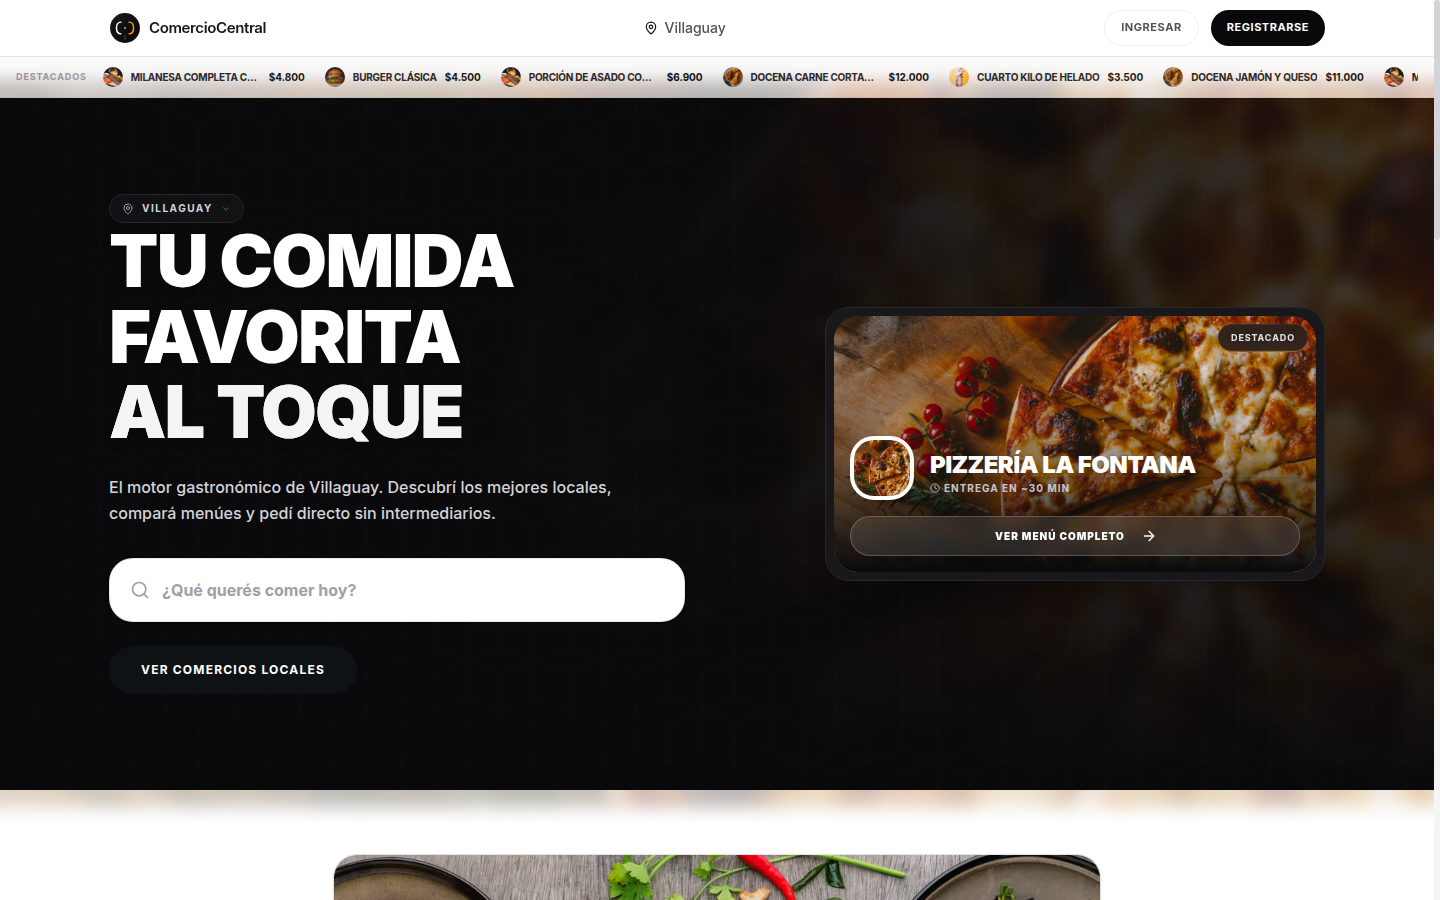 ComercioCentral
Villaguay
INGRESAR
REGISTRARSE
DESTACADOS
MILANESA COMPLETA C... $4.800
BURGER CLÁSICA $4.500
PORCIÓN DE ASADO CO... $6.900
DOCENA CARNE CORTA... $12.000
CUARTO KILO DE HELADO $3.500
DOCENA JAMÓN Y QUESO $11.000
VILLAGUAY
TU COMIDA
FAVORITA
AL TOQUE
El motor gastronómico de Villaguay. Descubrí los mejores locales,
compará menúes y pedí directo sin intermediarios.
¿Qué querés comer hoy?
VER COMERCIOS LOCALES
DESTACADO
PIZZERÍA LA FONTANA
ENTREGA EN ~30 MIN
VER MENÚ COMPLETO